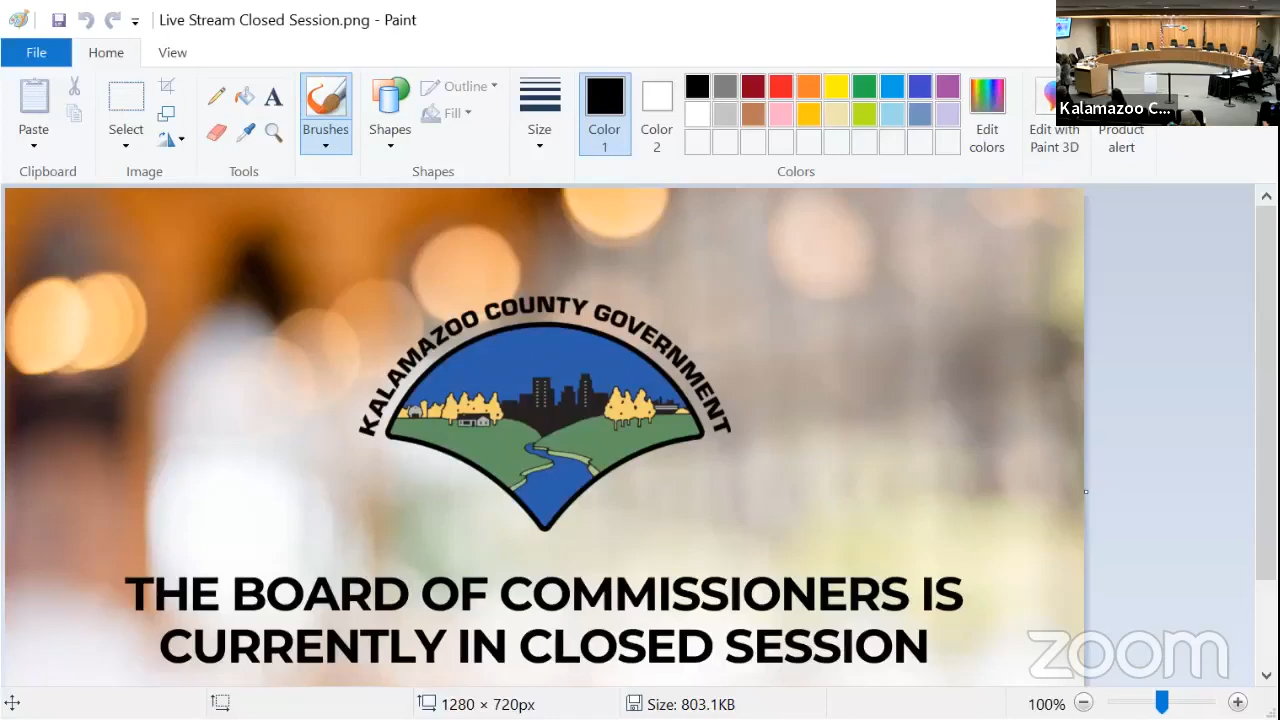 Live Stream Closed Session.png - Paint
File Home View
Paste
Select
Brushes
Shapes
Outline
Fill
Size
Color 1
Color 2
Edit colors
Edit with Paint 3D
Product alert
Clipboard
Image
Tools
Shapes
Colors
Kalamazoo C...
KALAMAZOO COUNTY GOVERNMENT
THE BOARD OF COMMISSIONERS IS
CURRENTLY IN CLOSED SESSION
zoom
1280 × 720px
Size: 803.1KB
100%